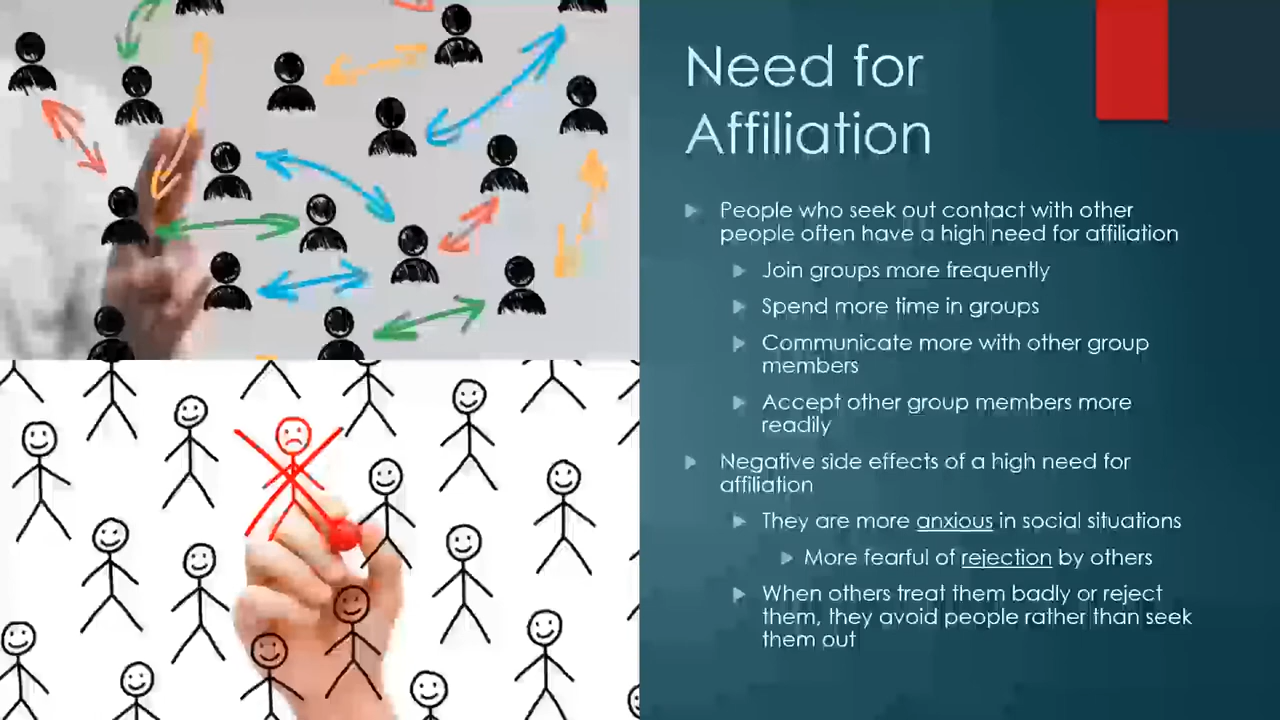 Need for
Affiliation
People who seek out contact with other
people often have a high need for affiliation
Join groups more frequently
Spend more time in groups
Communicate more with other group
members
Accept other group members more
readily
Negative side effects of a high need for
affiliation
They are more anxious in social situations
More fearful of rejection by others
When others treat them badly or reject
them, they avoid people rather than seek
them out